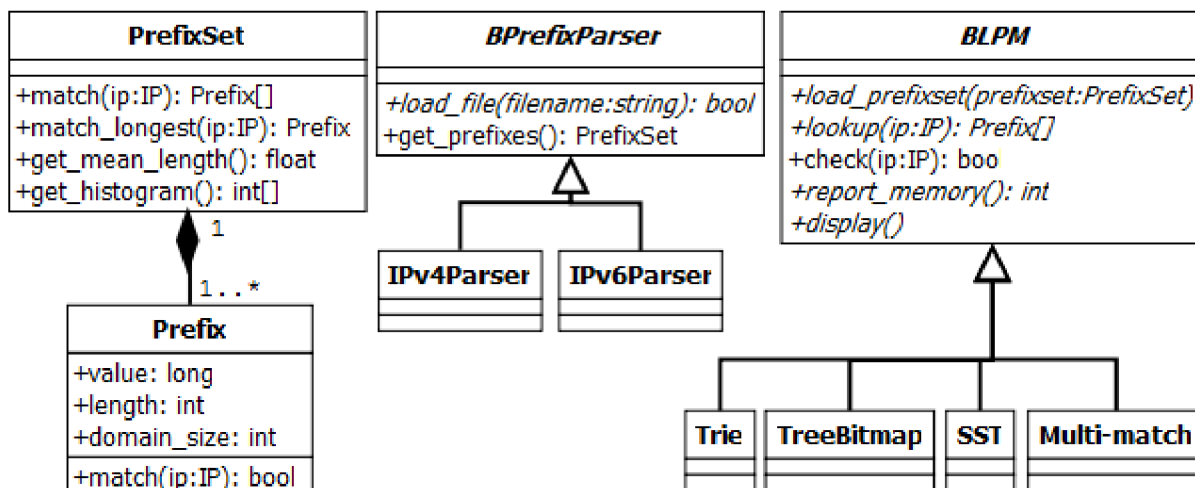 PrefixSet
+match(ip:IP): Prefix[]
+match_longest(ip:IP): Prefix
+get_mean_length(): float
+get_histogram(): int[]
1
1..*
Prefix
+value: long
+length: int
+domain_size: int
+match(ip:IP): bool
BPrefixParser
+load_file(filename:string): bool
+get_prefixes(): PrefixSet
IPv4Parser
IPv6Parser
BLPM
+load_prefixset(prefixset:PrefixSet)
+lookup(ip:IP): Prefix[]
+check(ip:IP): boo
+report_memory(): int
+display()
Trie
TreeBitmap
SST
Multi-match